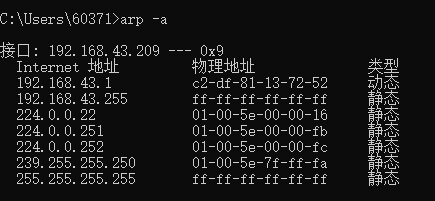 C:\Users\60371>arp -a
接口: 192.168.43.209 --- 0x9
Internet 地址 物理地址 类型
192.168.43.1 c2-df-81-13-72-52 动态
192.168.43.255 ff-ff-ff-ff-ff-ff 静态
224.0.0.22 01-00-5e-00-00-16 静态
224.0.0.251 01-00-5e-00-00-fb 静态
224.0.0.252 01-00-5e-00-00-fc 静态
239.255.255.250 01-00-5e-7f-ff-fa 静态
255.255.255.255 ff-ff-ff-ff-ff-ff 静态